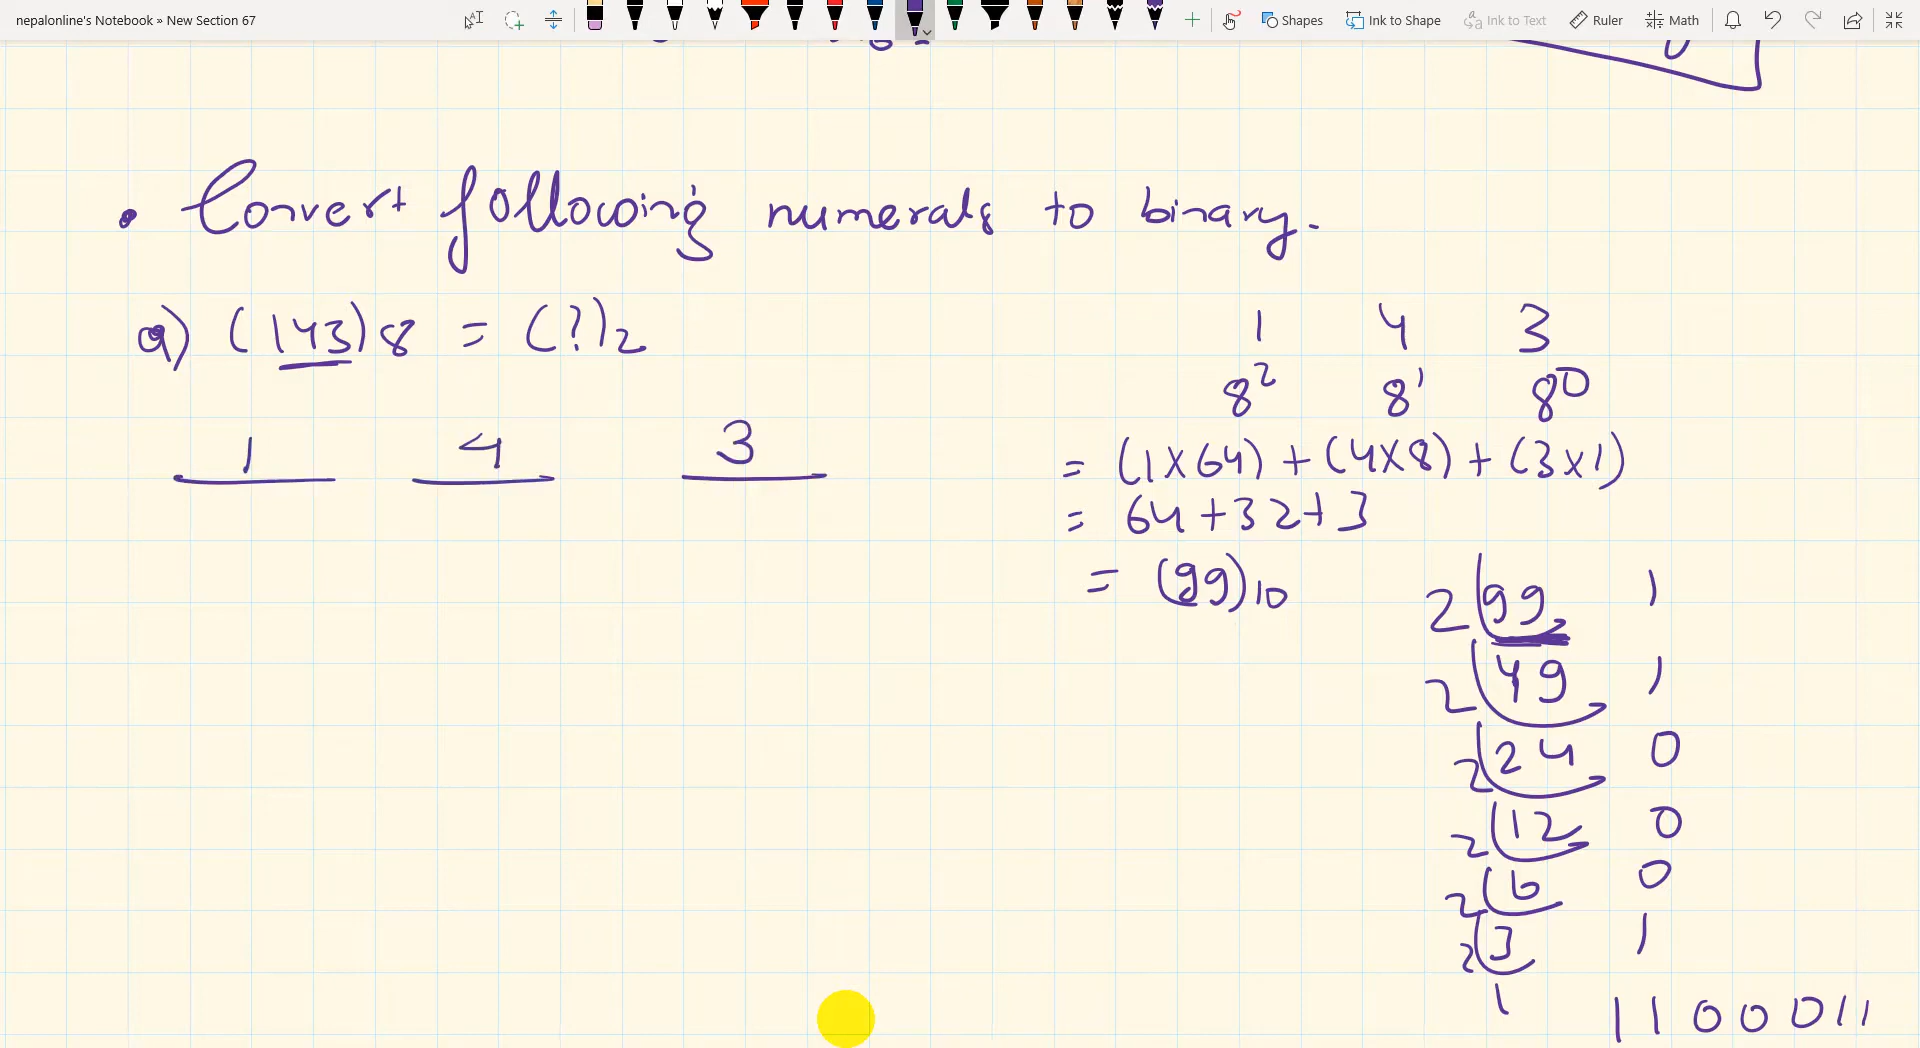 nepalonline's Notebook » New Section 67
Shapes Ink to Shape Ink to Text Ruler Math
• Convert following numerals to binary.
a) (143)8 = (?)₂
1 4 3
1 4 3
8² 8¹ 8⁰
= (1×64) + (4×8) + (3×1)
= 64+32+3
= (99)₁₀
2 99 1
2 49 1
2 24 0
2 12 0
2 6 0
2 3 1
1
1100011